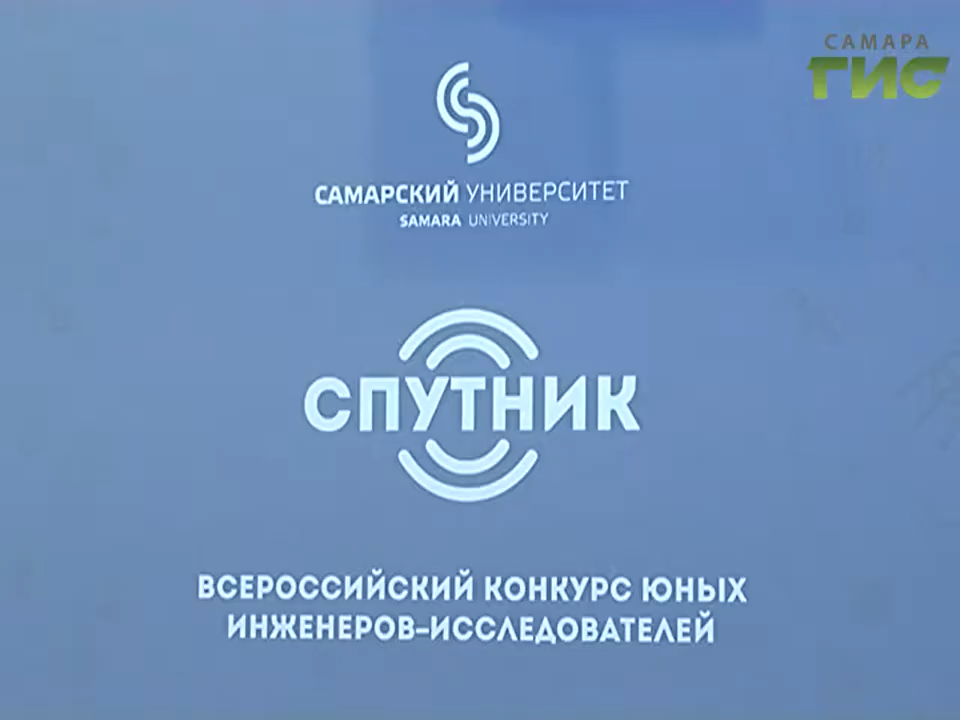 САМАРА
ГИС
САМАРСКИЙ УНИВЕРСИТЕТ
SAMARA UNIVERSITY
СПУТНИК
ВСЕРОССИЙСКИЙ КОНКУРС ЮНЫХ
ИНЖЕНЕРОВ-ИССЛЕДОВАТЕЛЕЙ